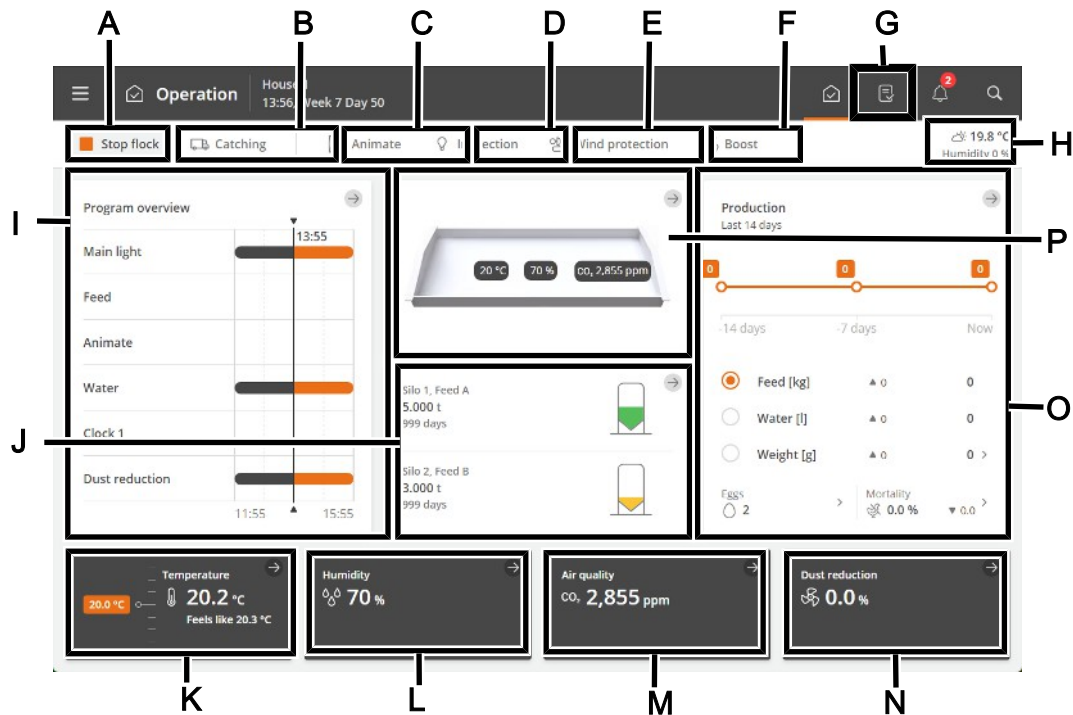 A B C D E F G
2
Operation
House 1
13:56, Week 7 Day 50
Stop flock
Catching
Animate
ection
Wind protection
Boost
19.8 °C
Humidity 0 %
H
I
Program overview
13:55
Main light
Feed
Animate
Water
Clock 1
Dust reduction
11:55 15:55
20 °C 70 % CO₂ 2,855 ppm
P
J
Silo 1, Feed A
5.000 t
999 days
Silo 2, Feed B
3.000 t
999 days
Production
Last 14 days
0 0 0
-14 days -7 days Now
Feed [kg] ▲ 0 0
Water [l] ▲ 0 0
Weight [g] ▲ 0 0 >
O
Eggs
2 >
Mortality
0.0 % ▼ 0.0 >
Temperature
20.0 °C
20.2 °C
Feels like 20.3 °C
Humidity
70 %
Air quality
CO₂ 2,855 ppm
Dust reduction
0.0 %
K L M N